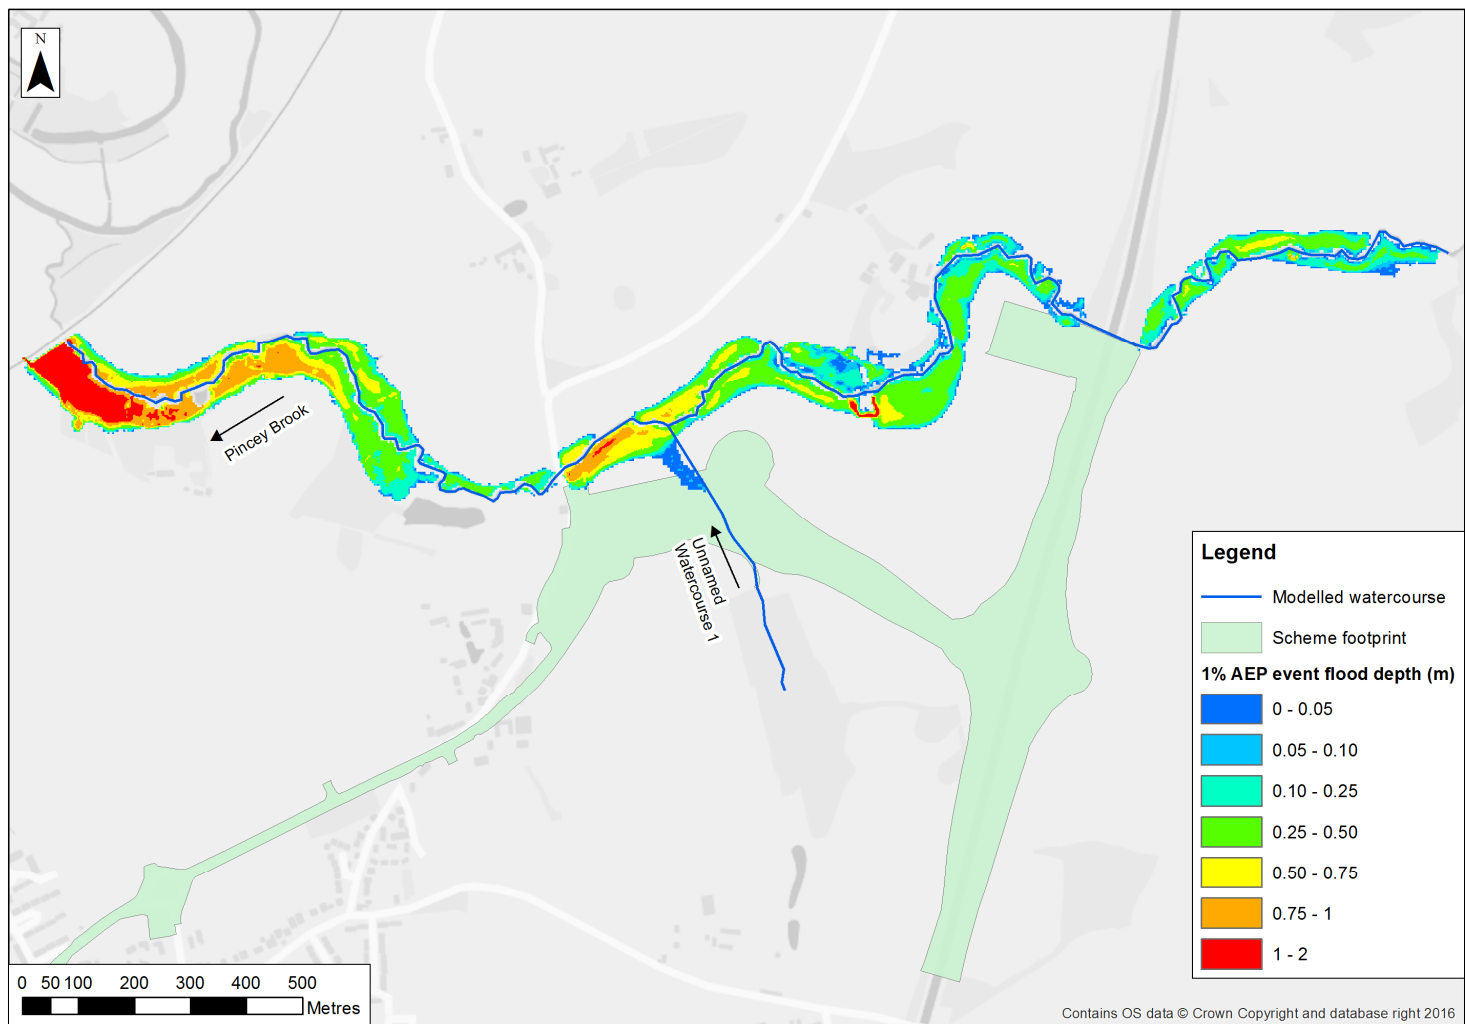 N
Pincey Brook
Unnamed
Watercourse 1
Legend
Modelled watercourse
Scheme footprint
1% AEP event flood depth (m)
0 - 0.05
0.05 - 0.10
0.10 - 0.25
0.25 - 0.50
0.50 - 0.75
0.75 - 1
1 - 2
0 50 100 200 300 400 500
Metres
Contains OS data © Crown Copyright and database right 2016